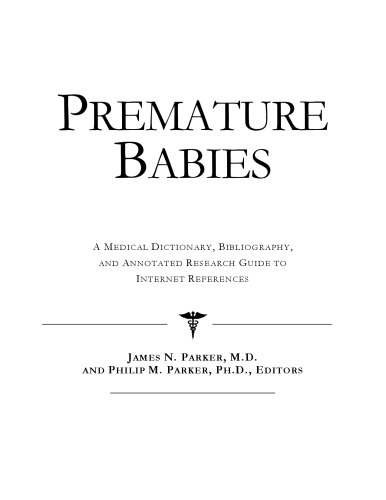 PREMATURE
BABIES
A MEDICAL DICTIONARY, BIBLIOGRAPHY,
AND ANNOTATED RESEARCH GUIDE TO
INTERNET REFERENCES
JAMES N. PARKER, M.D.
AND PHILIP M. PARKER, PH.D., EDITORS